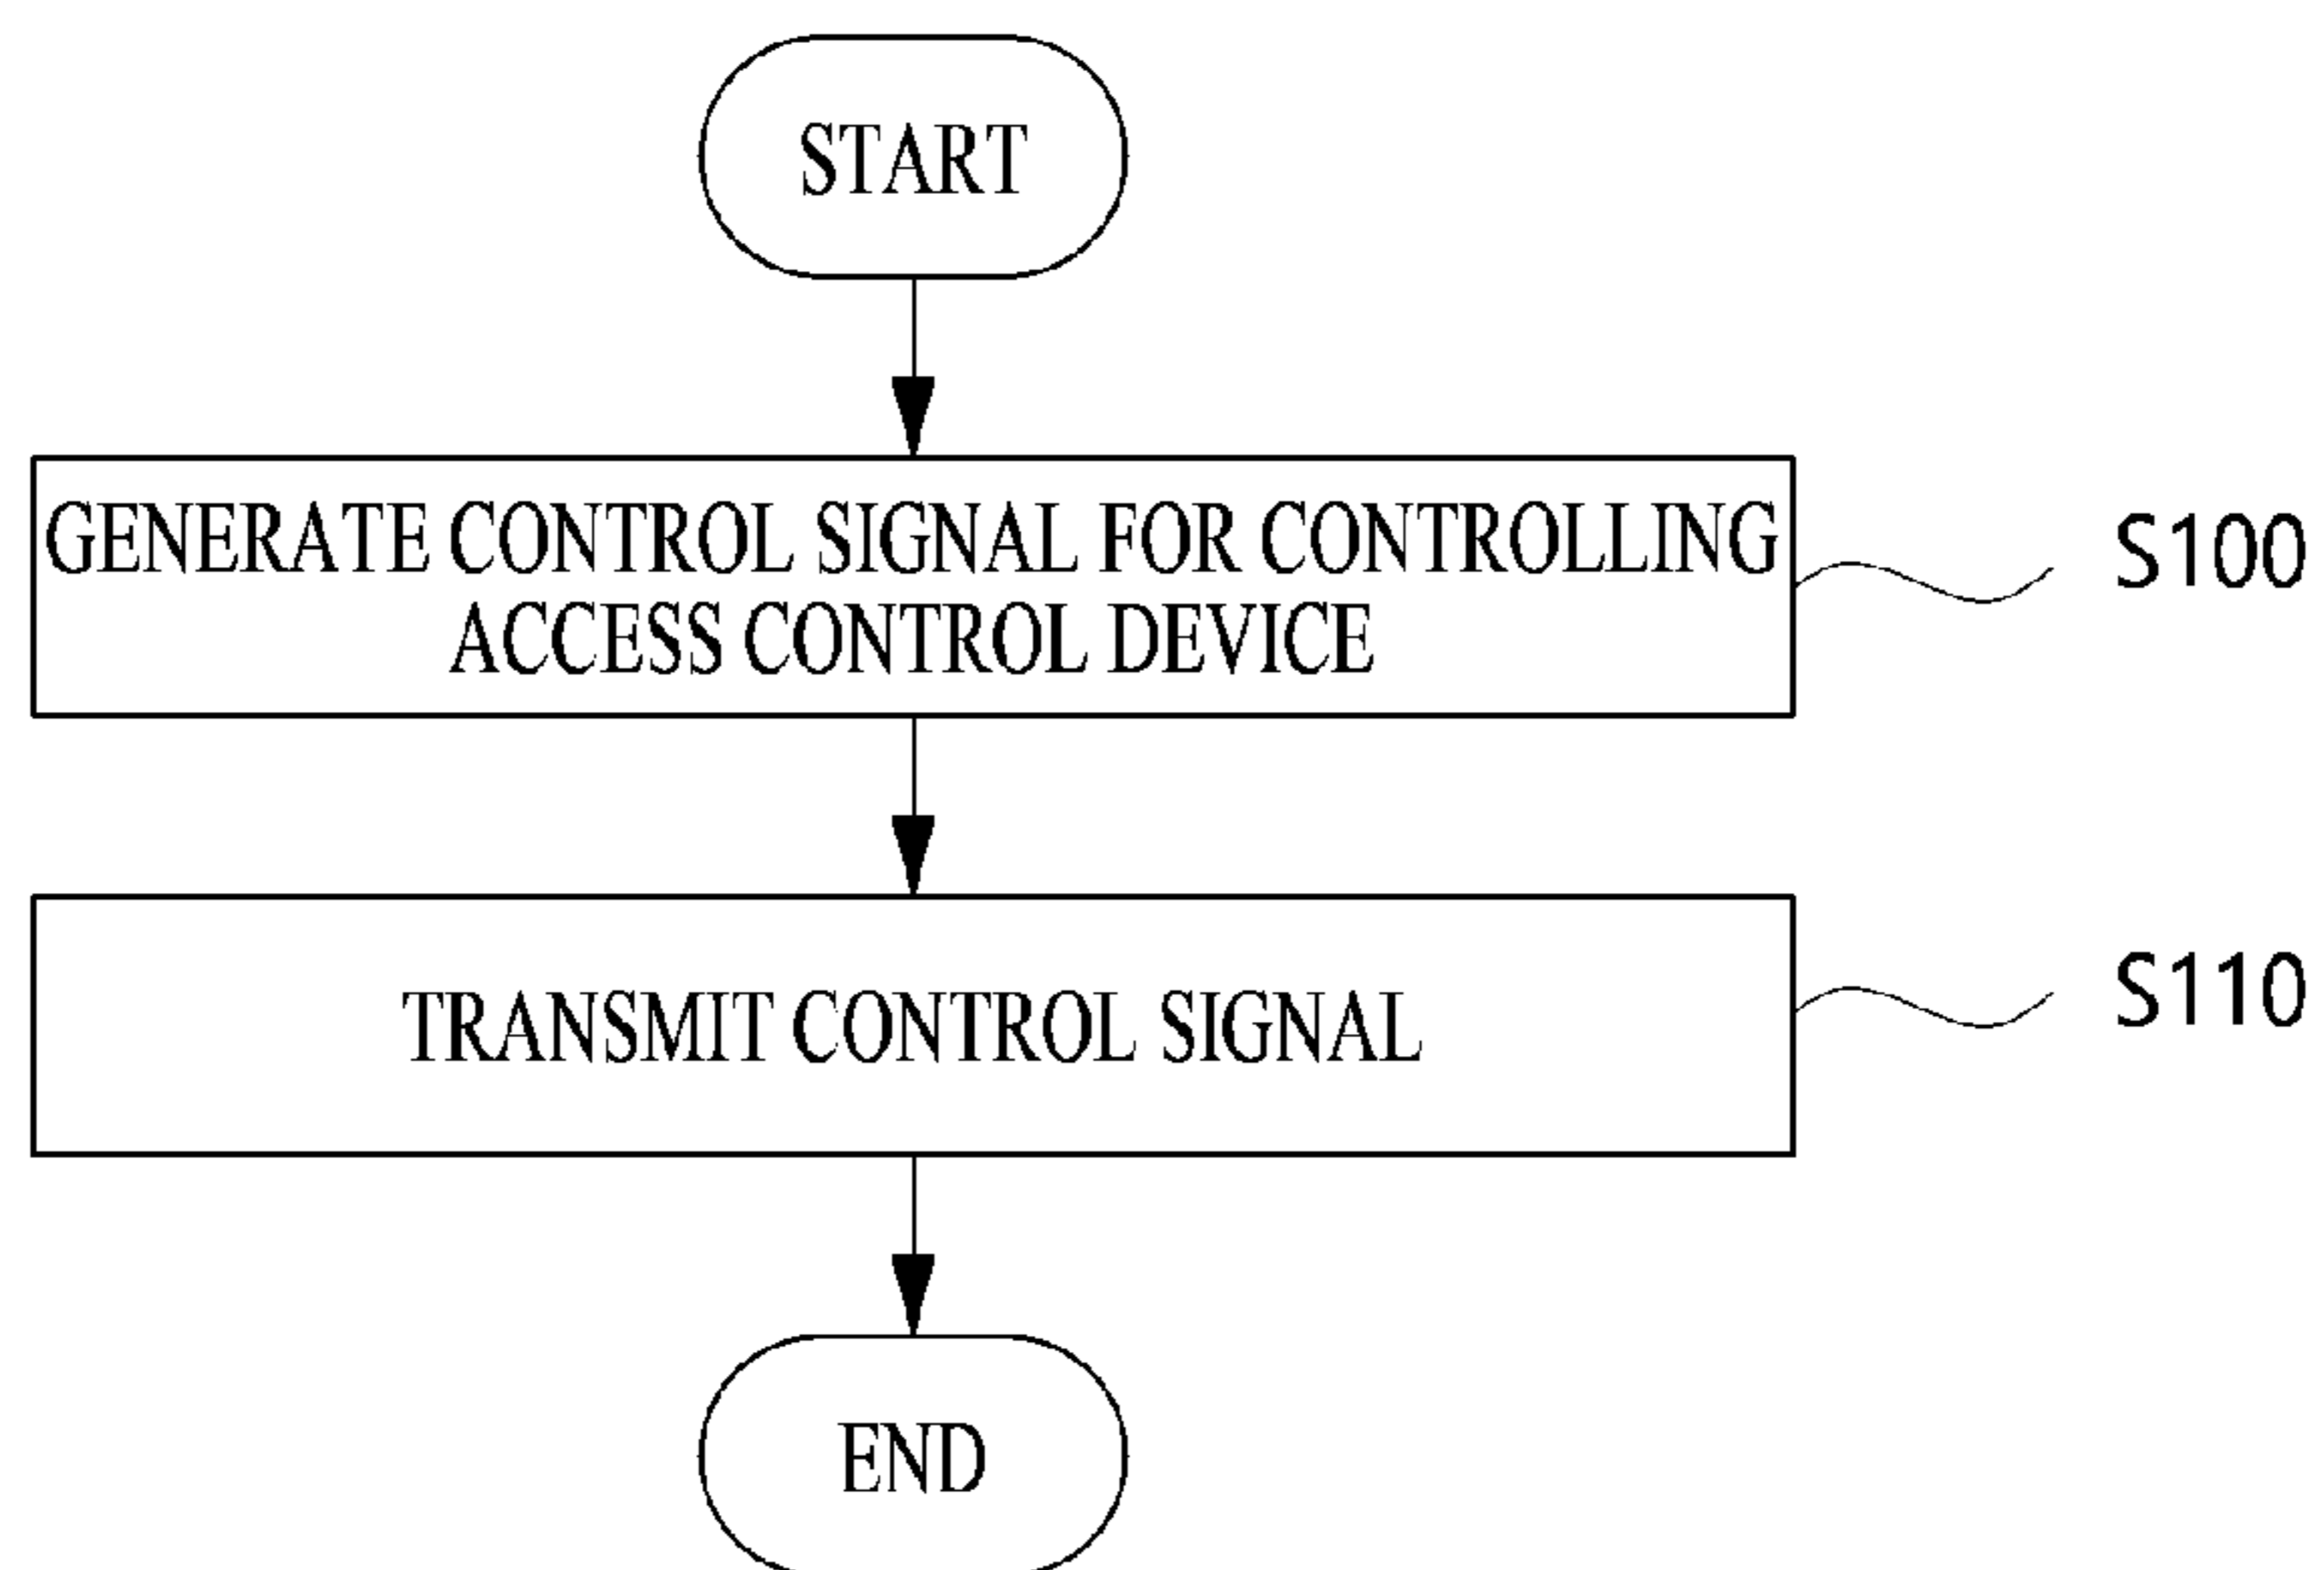 START
GENERATE CONTROL SIGNAL FOR CONTROLLING
ACCESS CONTROL DEVICE
S100
TRANSMIT CONTROL SIGNAL
S110
END